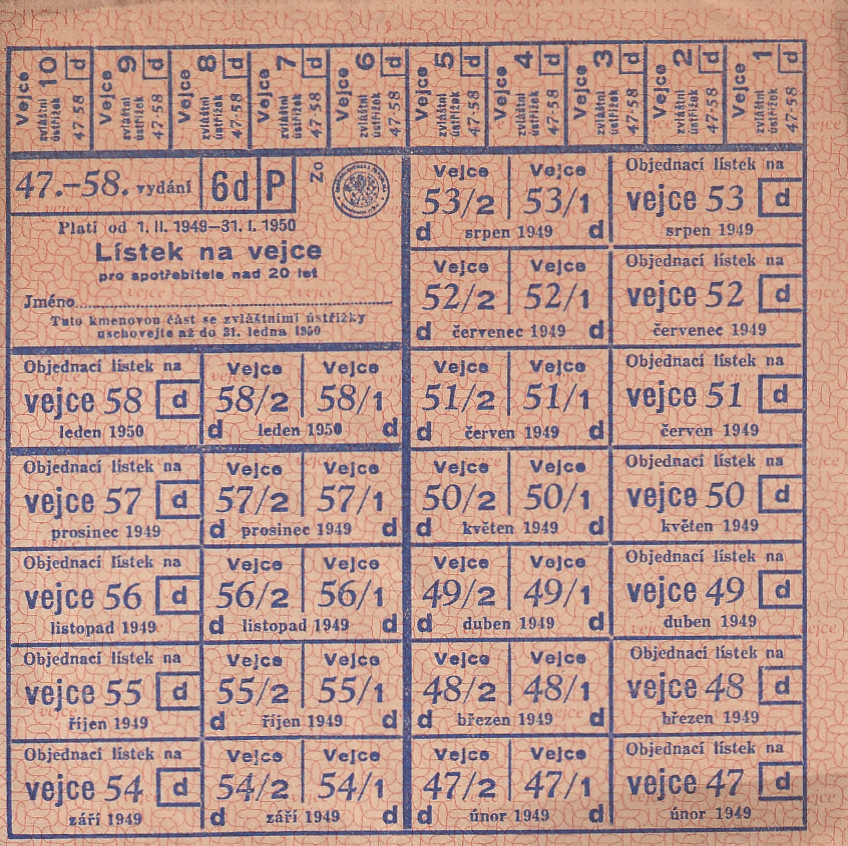 Vejce
zvláštní
ústřižek
10
47-58
d
Vejce
zvláštní
ústřižek
9
47-58
d
Vejce
zvláštní
ústřižek
8
47-58
d
Vejce
zvláštní
ústřižek
7
47-58
d
Vejce
zvláštní
ústřižek
6
47-58
d
Vejce
zvláštní
ústřižek
5
47-58
d
Vejce
zvláštní
ústřižek
4
47-58
d
Vejce
zvláštní
ústřižek
3
47-58
d
Vejce
zvláštní
ústřižek
2
47-58
d
Vejce
zvláštní
ústřižek
1
47-58
d
47.–58. vydání 6d P Zo
Platí od 1. II. 1949–31. I. 1950
Lístek na vejce
pro spotřebitele nad 20 let
Jméno
Tuto kmenovou část se zvláštními ústřižky
uschovejte až do 31. ledna 1950
Vejce Vejce
53/2 53/1
d srpen 1949 d
Objednací lístek na
vejce 53 d
srpen 1949
Vejce Vejce
52/2 52/1
d červenec 1949 d
Objednací lístek na
vejce 52 d
červenec 1949
Objednací lístek na
vejce 58 d
leden 1950
Vejce Vejce
58/2 58/1
d leden 1950 d
Vejce Vejce
51/2 51/1
d červen 1949 d
Objednací lístek na
vejce 51 d
červen 1949
Objednací lístek na
vejce 57 d
prosinec 1949
Vejce Vejce
57/2 57/1
d prosinec 1949 d
Vejce Vejce
50/2 50/1
d květen 1949 d
Objednací lístek na
vejce 50 d
květen 1949
Objednací lístek na
vejce 56 d
listopad 1949
Vejce Vejce
56/2 56/1
d listopad 1949 d
Vejce Vejce
49/2 49/1
d duben 1949 d
Objednací lístek na
vejce 49 d
duben 1949
Objednací lístek na
vejce 55 d
říjen 1949
Vejce Vejce
55/2 55/1
d říjen 1949 d
Vejce Vejce
48/2 48/1
d březen 1949 d
Objednací lístek na
vejce 48 d
březen 1949
Objednací lístek na
vejce 54 d
září 1949
Vejce Vejce
54/2 54/1
d září 1949 d
Vejce Vejce
47/2 47/1
d únor 1949 d
Objednací lístek na
vejce 47 d
únor 1949